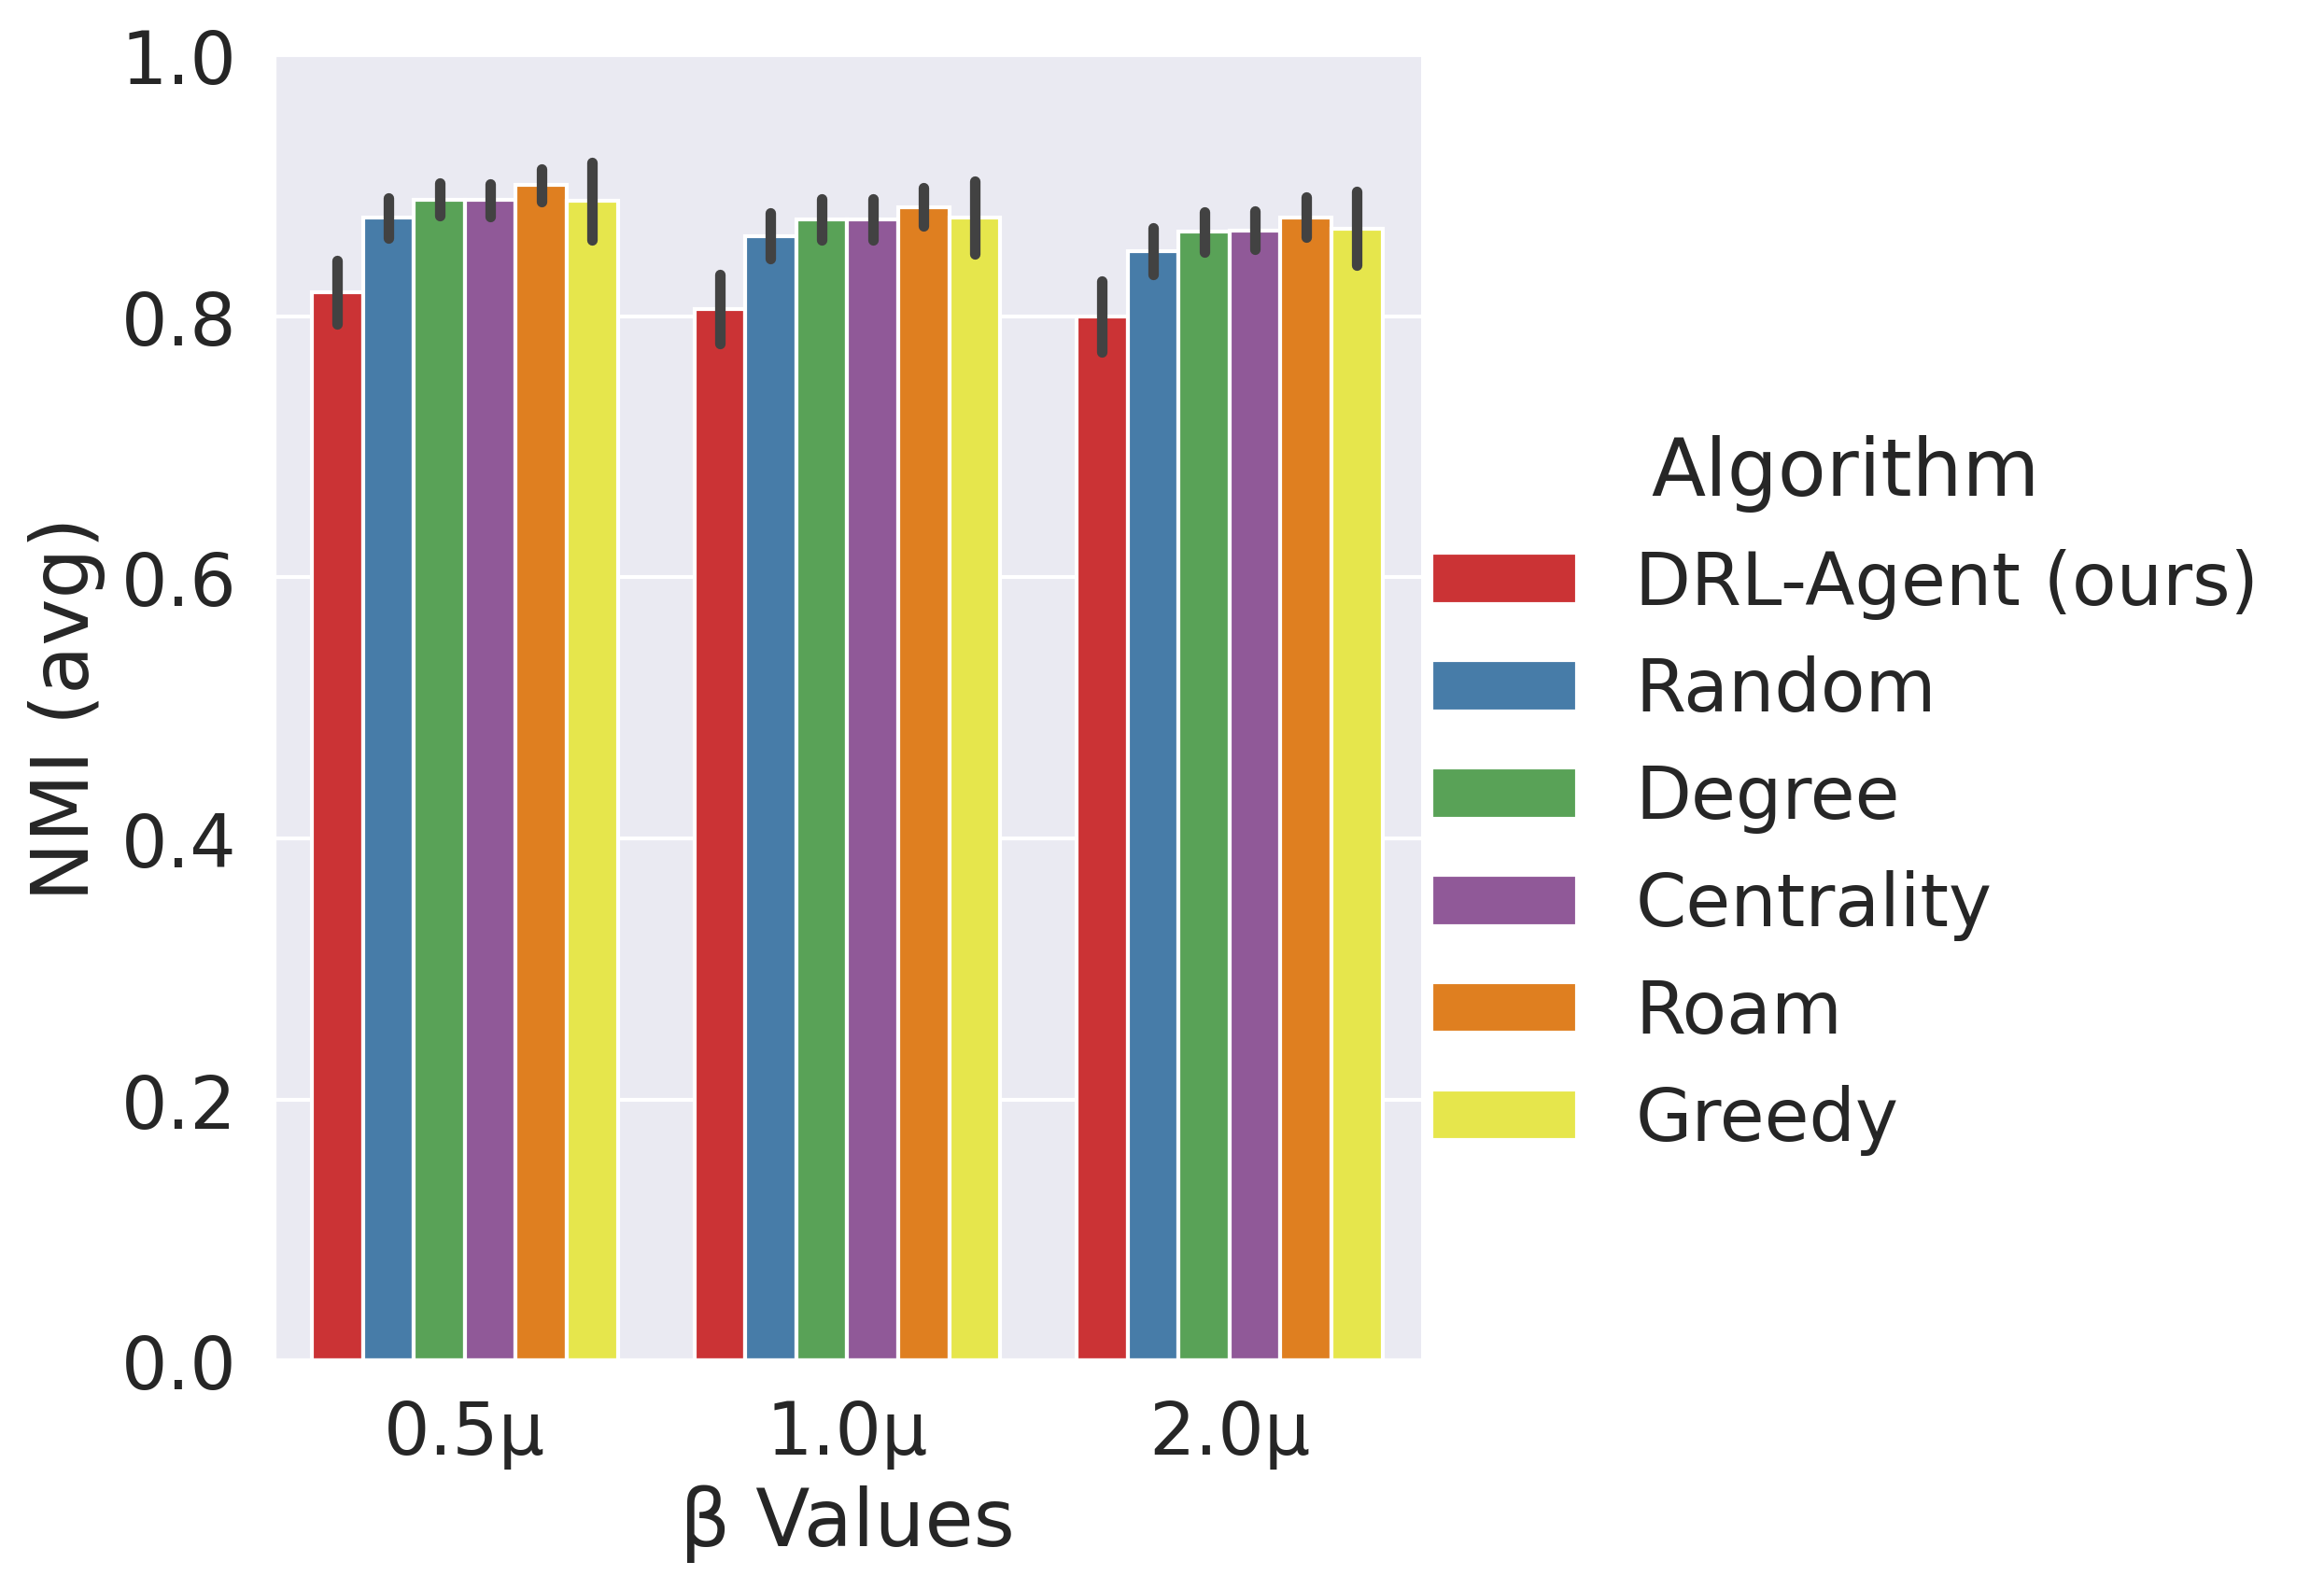 1.0
0.8
0.6
0.4
0.2
0.0
NMI (avg)
0.5μ 1.0μ 2.0μ
β Values
Algorithm
DRL-Agent (ours)
Random
Degree
Centrality
Roam
Greedy